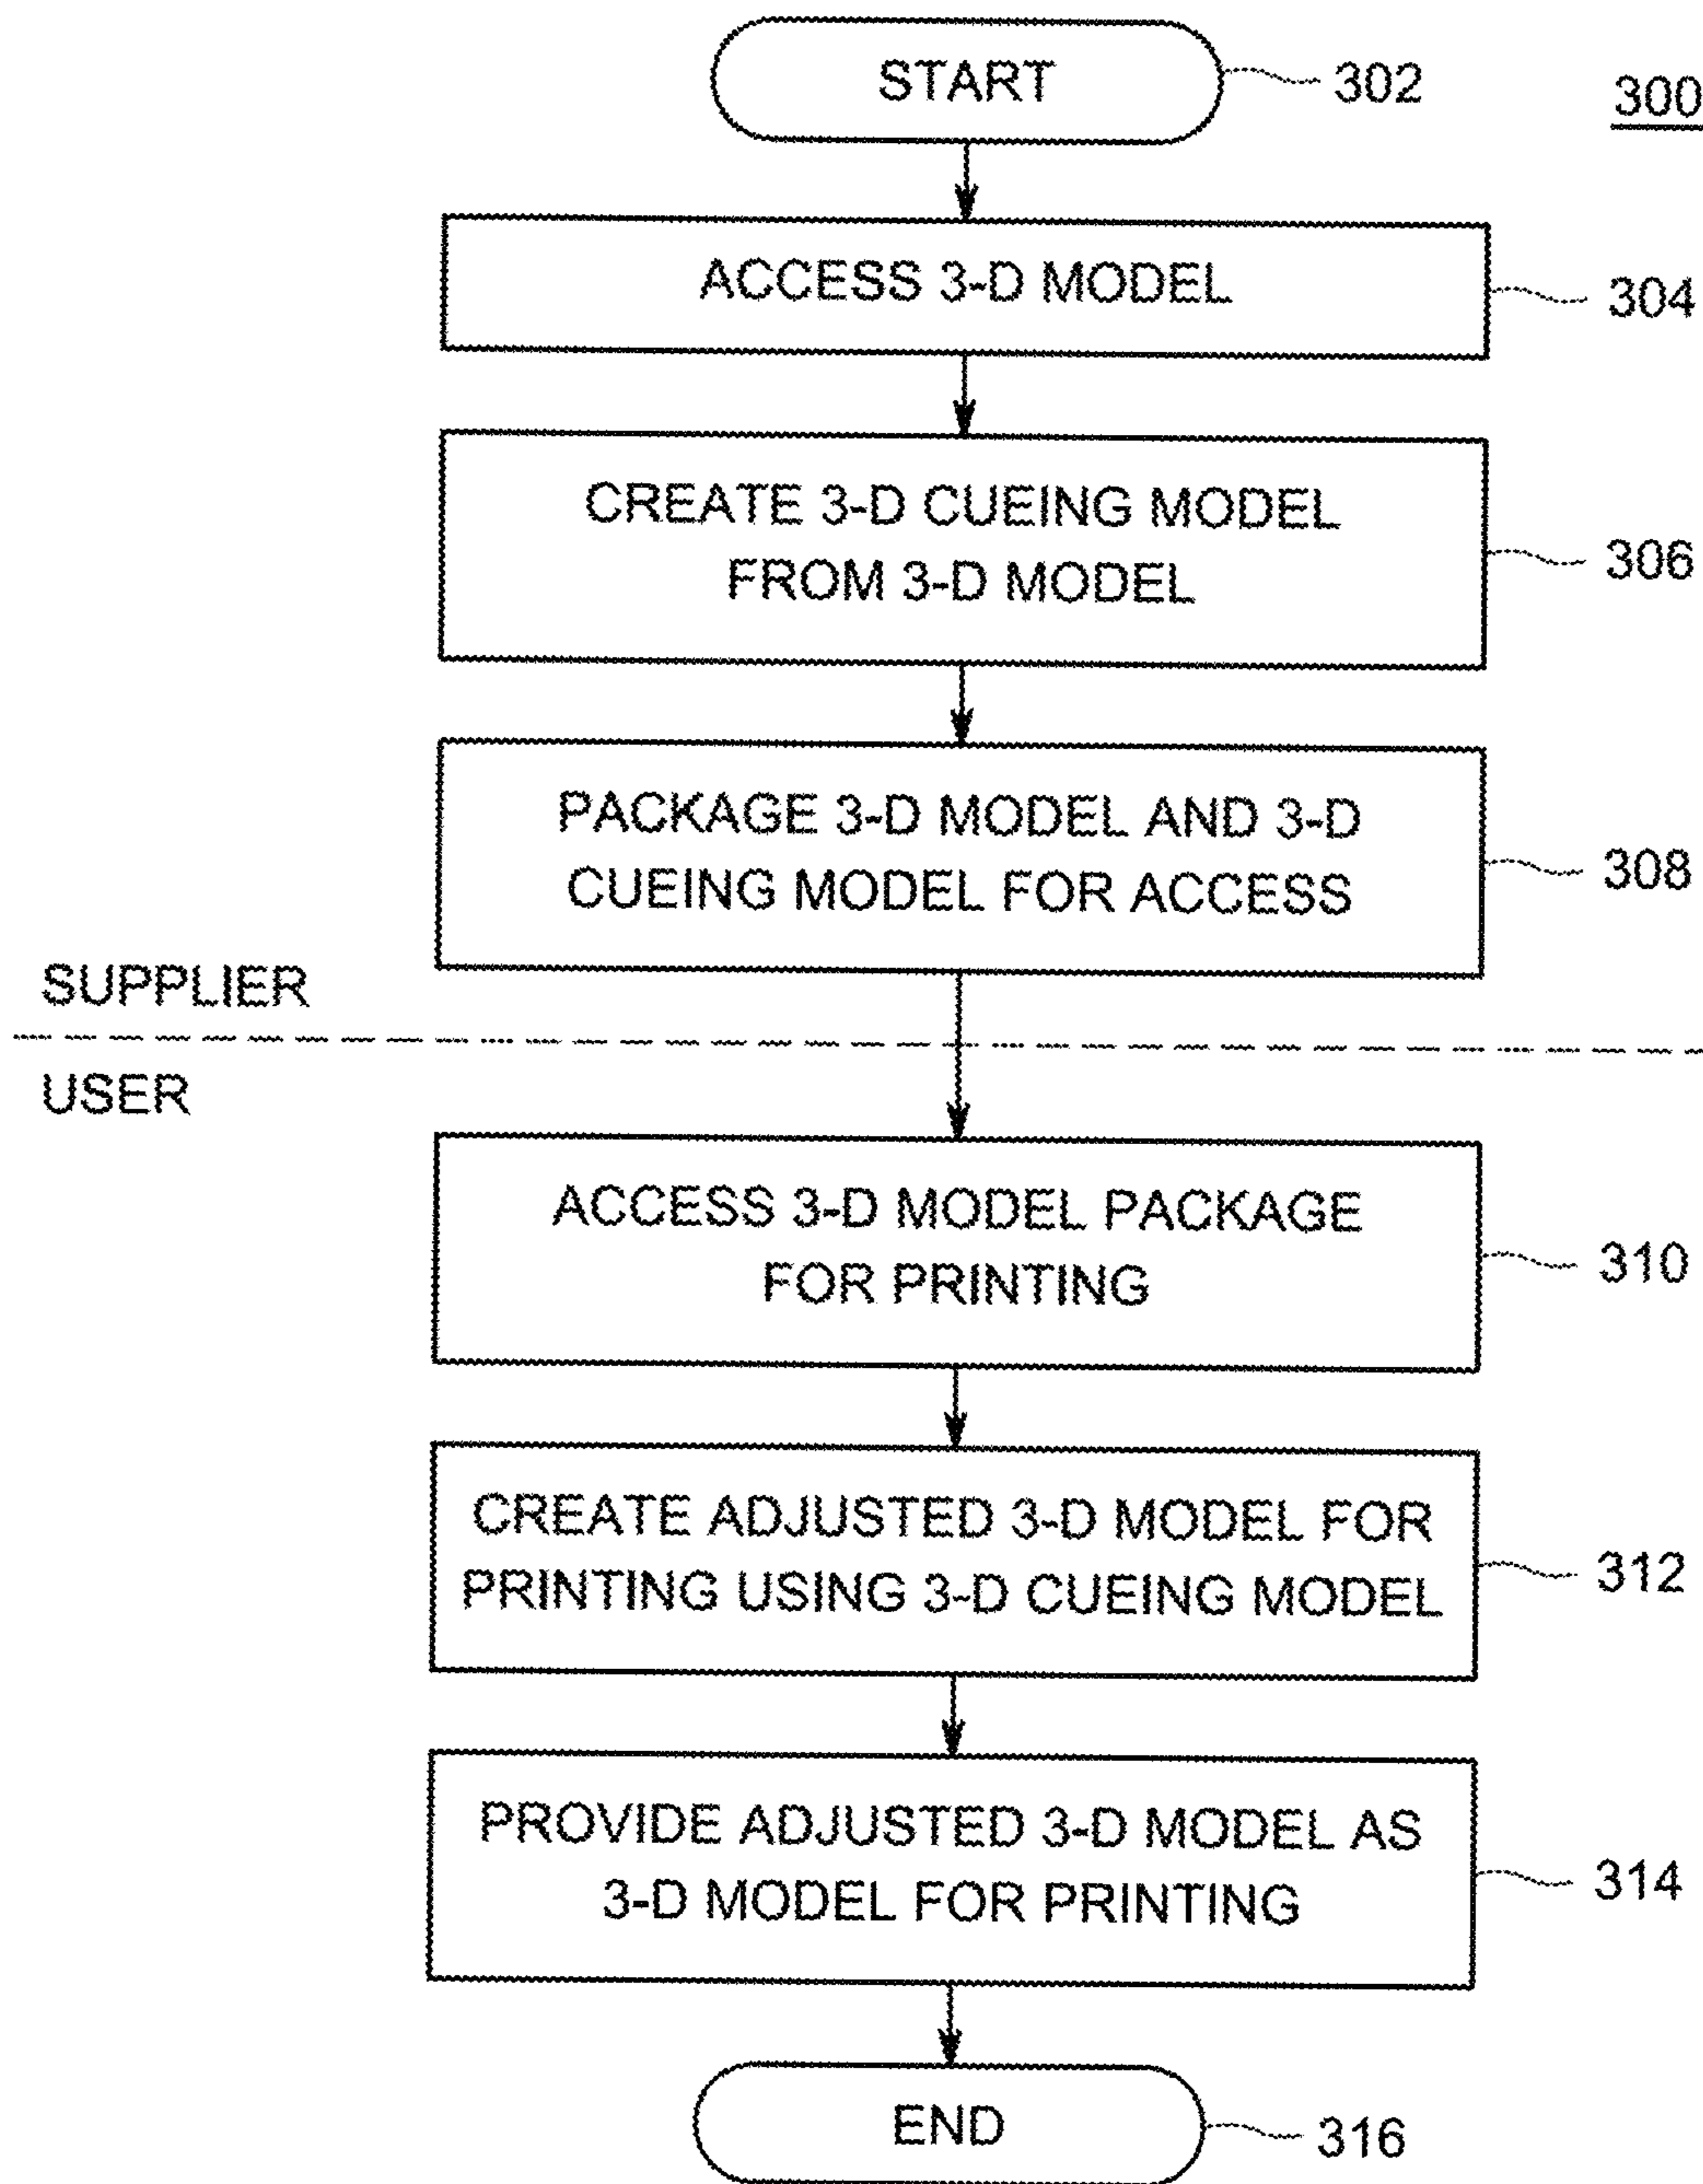 START
302
300
ACCESS 3-D MODEL
304
CREATE 3-D CUEING MODEL
FROM 3-D MODEL
306
PACKAGE 3-D MODEL AND 3-D
CUEING MODEL FOR ACCESS
308
SUPPLIER
USER
ACCESS 3-D MODEL PACKAGE
FOR PRINTING
310
CREATE ADJUSTED 3-D MODEL FOR
PRINTING USING 3-D CUEING MODEL
312
PROVIDE ADJUSTED 3-D MODEL AS
3-D MODEL FOR PRINTING
314
END
316